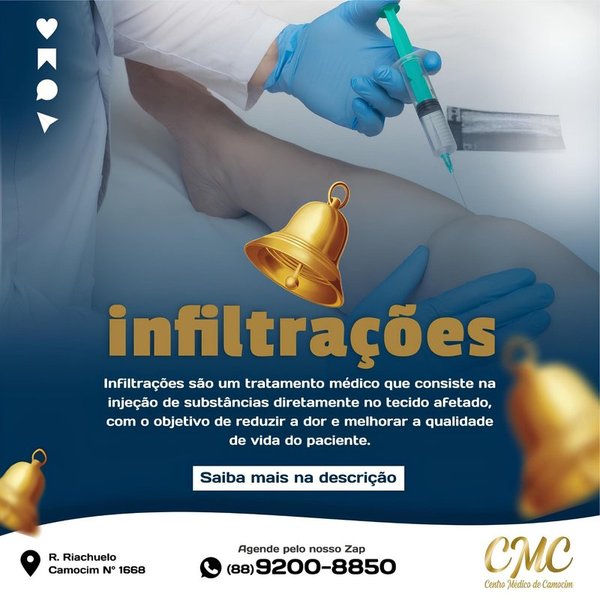 infiltrações
Infiltrações são um tratamento médico que consiste na
injeção de substâncias diretamente no tecido afetado,
com o objetivo de reduzir a dor e melhorar a qualidade
de vida do paciente.
Saiba mais na descrição
R. Riachuelo
Camocim Nº 1668
Agende pelo nosso Zap
(88)9200-8850
CMC
Centro Médico de Camocim